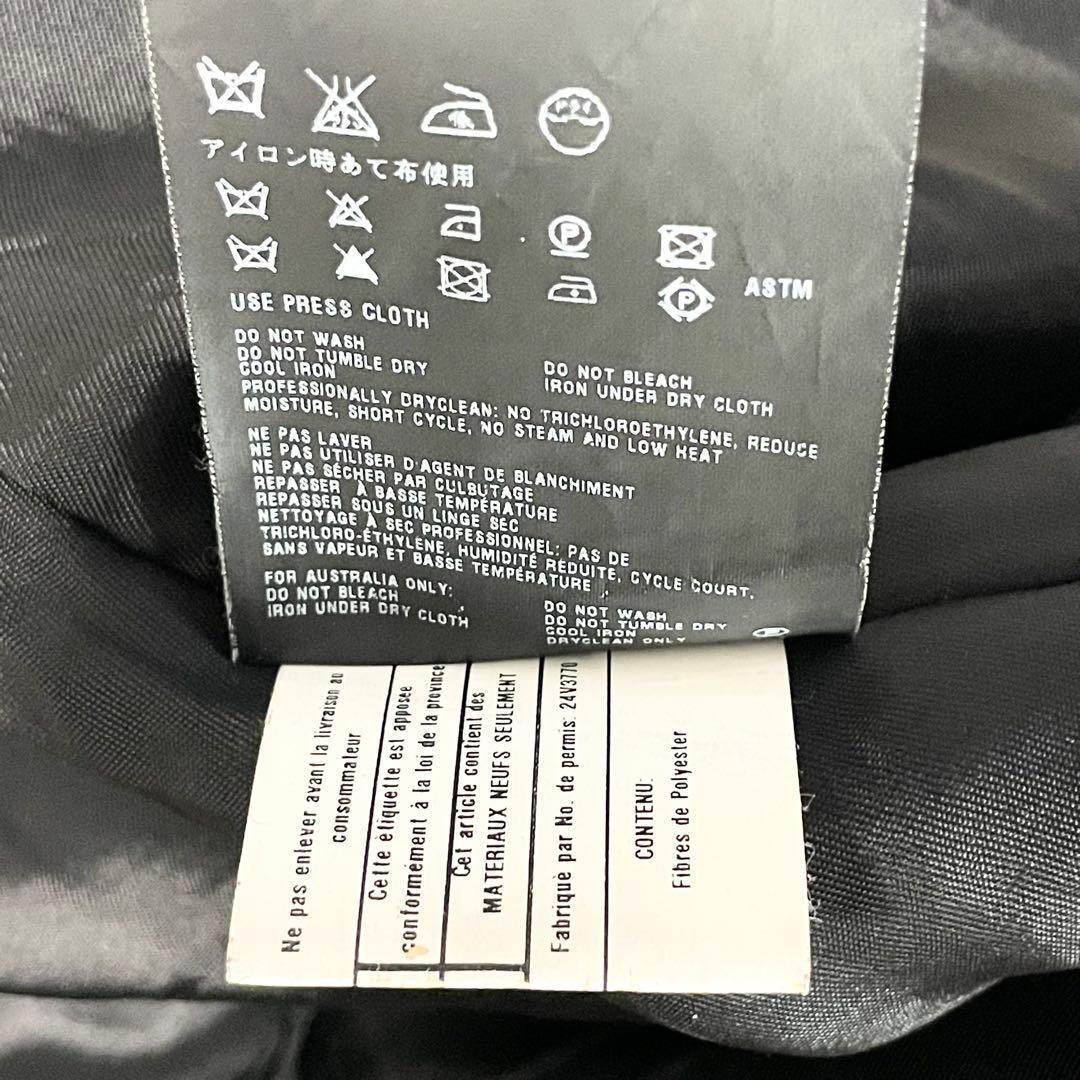 アイロン時あて布使用
P
ASTM
P
USE PRESS CLOTH
DO NOT WASH
DO NOT TUMBLE DRY
COOL IRON
DO NOT BLEACH
IRON UNDER DRY CLOTH
PROFESSIONALLY DRYCLEAN: NO TRICHLOROETHYLENE, REDUCE
MOISTURE, SHORT CYCLE, NO STEAM AND LOW HEAT
NE PAS LAVER
NE PAS UTILISER D'AGENT DE BLANCHIMENT
NE PAS SÉCHER PAR CULBUTAGE
REPASSER À BASSE TEMPÉRATURE
REPASSER SOUS UN LINGE SEC
NETTOYAGE À SEC PROFESSIONNEL: PAS DE
TRICHLORO-ÉTHYLÈNE, HUMIDITÉ RÉDUITE, CYCLE COURT,
SANS VAPEUR ET BASSE TEMPÉRATURE
FOR AUSTRALIA ONLY:
DO NOT BLEACH
IRON UNDER DRY CLOTH
DO NOT WASH
DO NOT TUMBLE DRY
COOL IRON
DRYCLEAN ONLY
Ne pas enlever avant la livraison au
consommateur
Cette étiquette est apposée
conformément à la loi de la province
Cet article contient des
MATERIAUX NEUFS SEULEMENT
Fabriqué par No. de permis: 24V3770
CONTENU:
Fibres de Polyester